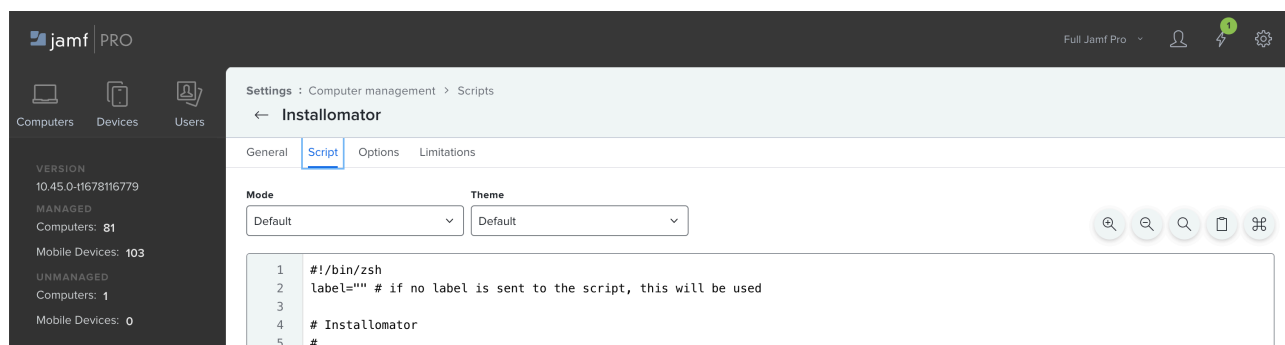 jamf PRO
Full Jamf Pro
1
Computers
Devices
Users
VERSION
10.45.0-t1678116779
MANAGED
Computers: 81
Mobile Devices: 103
UNMANAGED
Computers: 1
Mobile Devices: 0
Settings : Computer management > Scripts
← Installomator
General Script Options Limitations
Mode
Default
Theme
Default
1 #!/bin/zsh
2 label="" # if no label is sent to the script, this will be used
3
4 # Installomator
5 #